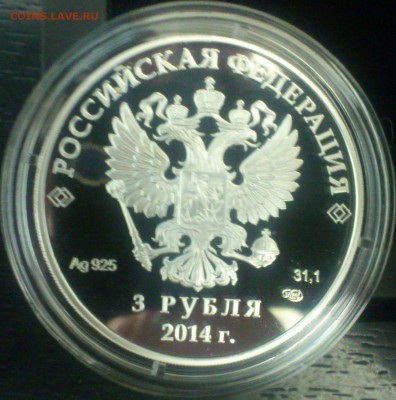 COINS.LAVE.RU
РОССИЙСКАЯ ФЕДЕРАЦИЯ
Ag 925
31,1
3 РУБЛЯ
2014 г.